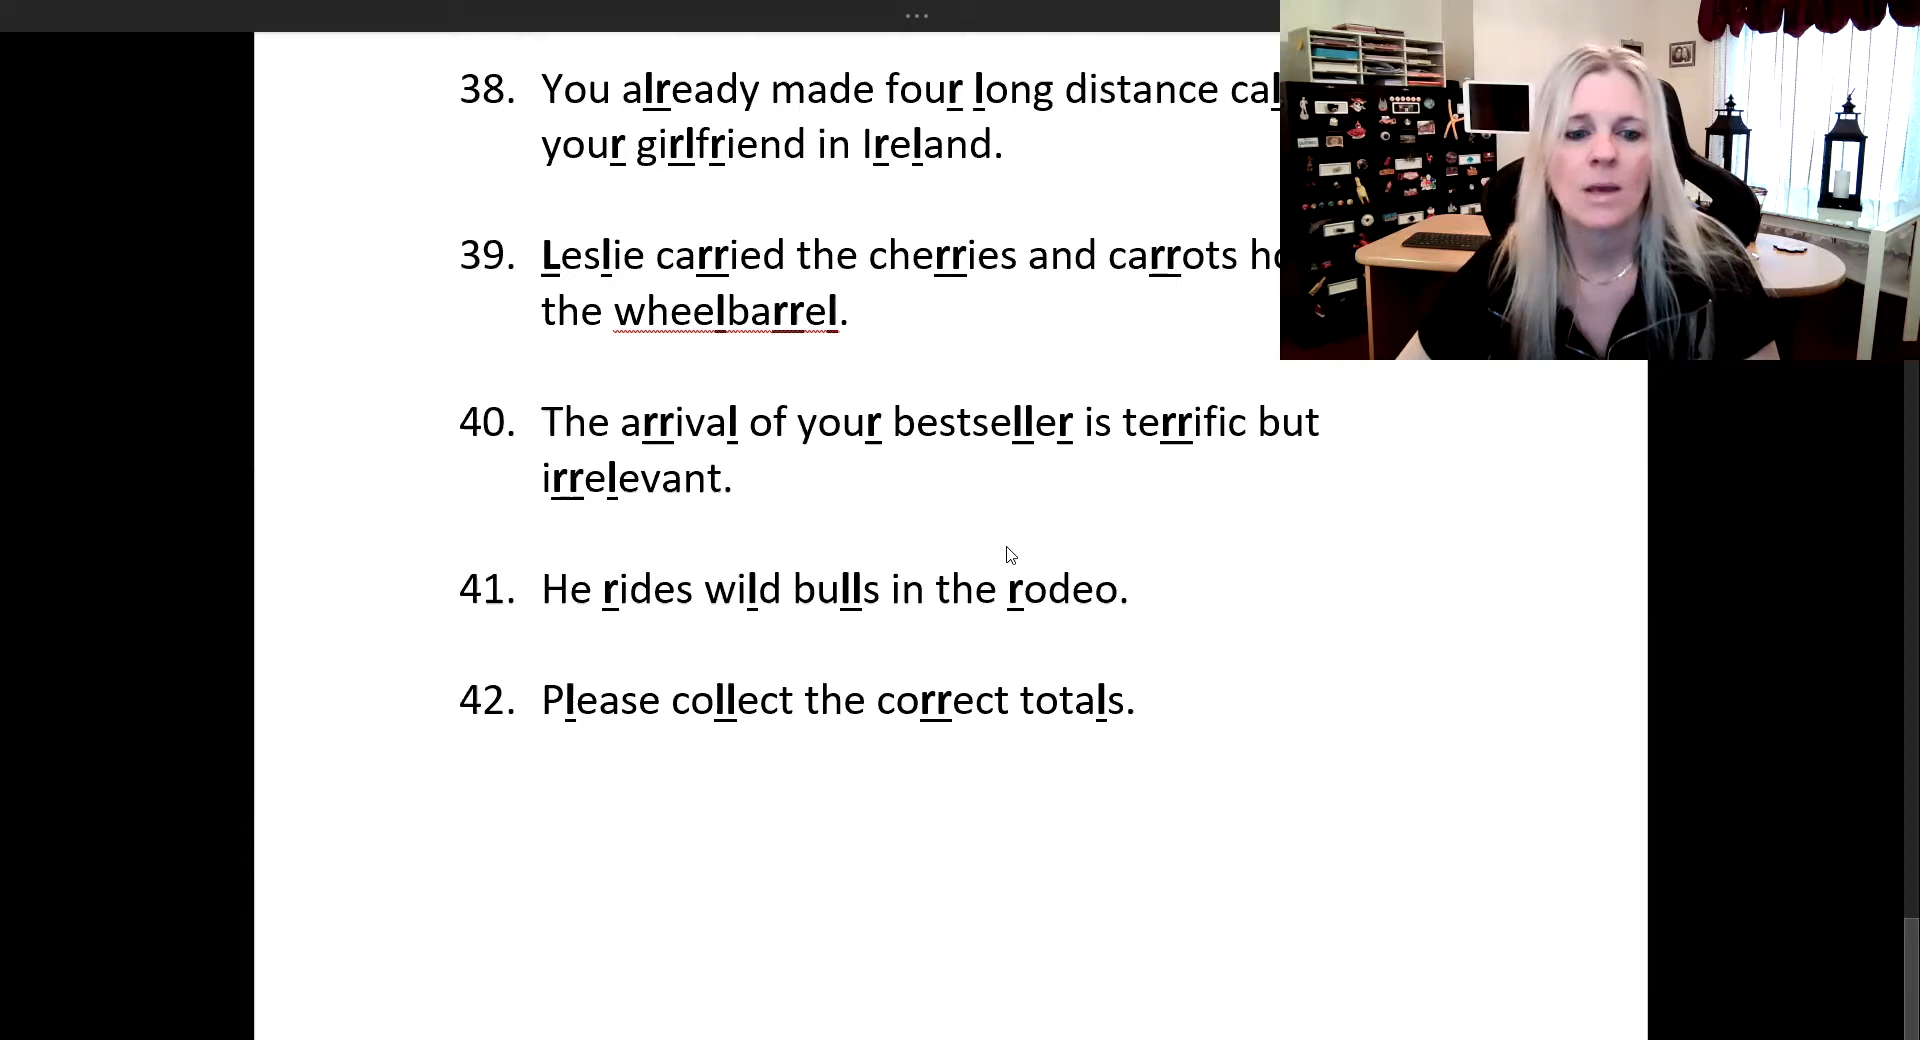 38. You already made four long distance
your girlfriend in Ireland.
39. Leslie carried the cherries and carrots
the wheelbarrel.
40. The arrival of your bestseller is terrific but
irrelevant.
41. He rides wild bulls in the rodeo.
42. Please collect the correct totals.